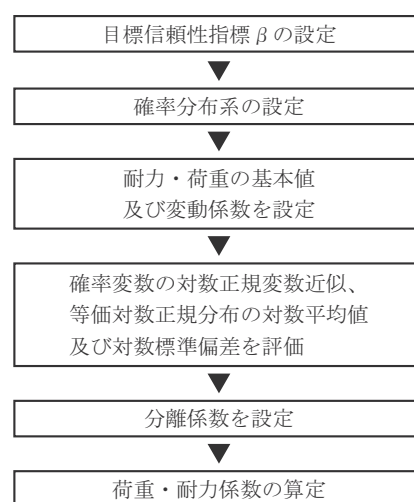 目標信頼性指標βの設定
▼
確率分布系の設定
▼
耐力・荷重の基本値
及び変動係数を設定
▼
確率変数の対数正規変数近似、
等価対数正規分布の対数平均値
及び対数標準偏差を評価
▼
分離係数を設定
▼
荷重・耐力係数の算定